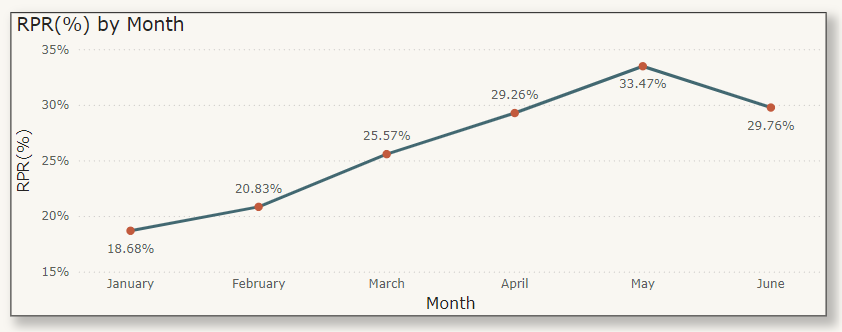 RPR(%) by Month
35%
30%
25%
20%
15%
RPR(%)
18.68%
20.83%
25.57%
29.26%
33.47%
29.76%
January February March April May June
Month